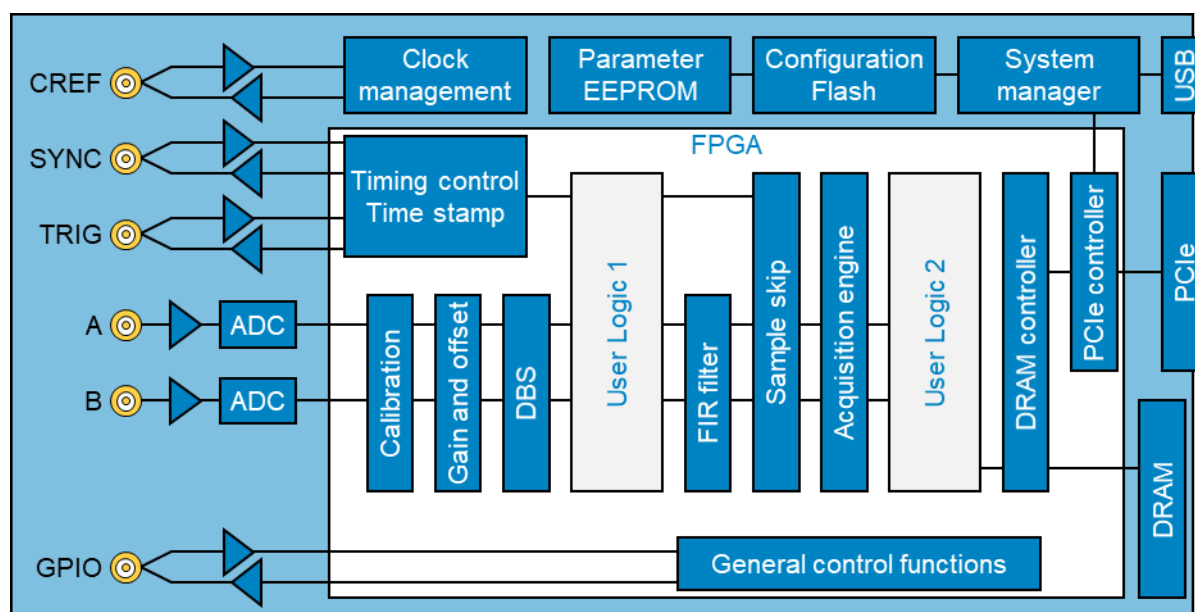 CREF
Clock
management
Parameter
EEPROM
Configuration
Flash
System
manager
USB
SYNC
TRIG
Timing control
Time stamp
FPGA
A
ADC
B
ADC
Calibration
Gain and offset
DBS
User Logic 1
FIR filter
Sample skip
Acquisition engine
User Logic 2
DRAM controller
PCIe controller
PCIe
DRAM
GPIO
General control functions